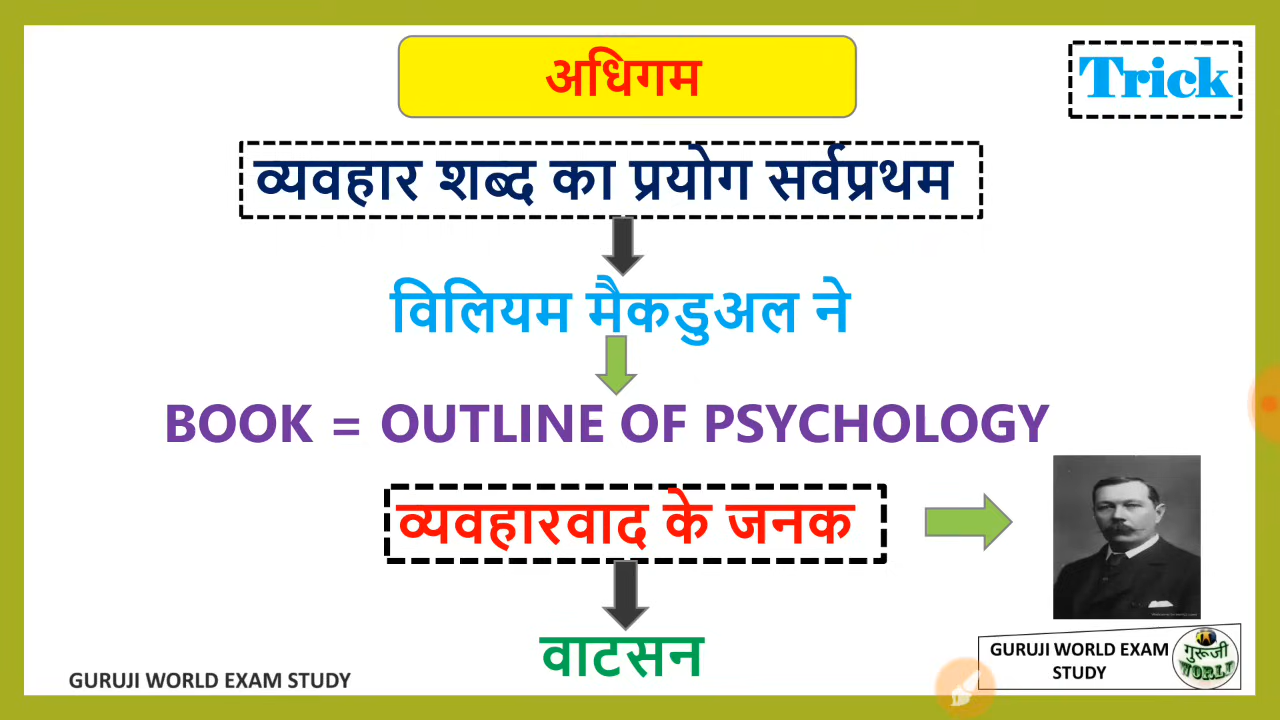 अधिगम
Trick
व्यवहार शब्द का प्रयोग सर्वप्रथम
विलियम मैकडुअल ने
BOOK = OUTLINE OF PSYCHOLOGY
व्यवहारवाद के जनक
वाटसन
GURUJI WORLD EXAM STUDY
GURUJI WORLD EXAM
STUDY
गुरूजी
WORLD